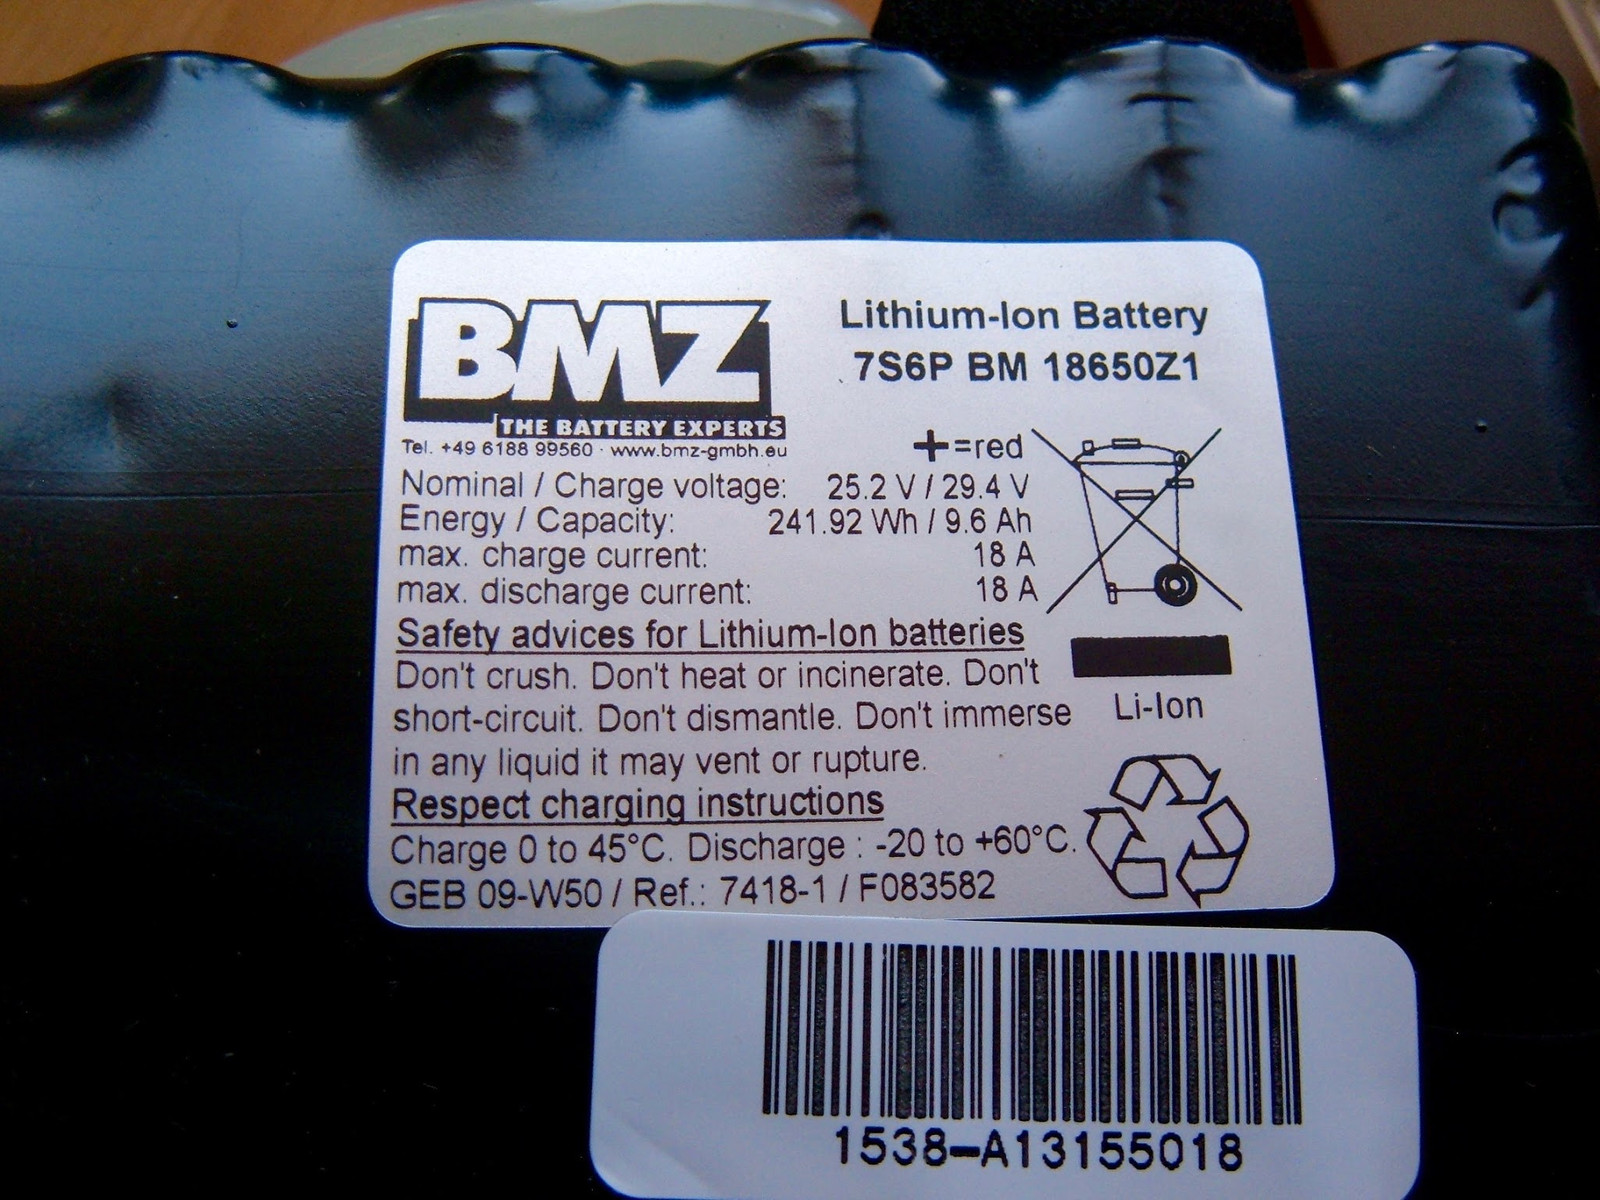 BMZ
THE BATTERY EXPERTS
Tel. +49 6188 99560 · www.bmz-gmbh.eu
Lithium-Ion Battery
7S6P BM 18650Z1
+=red
Nominal / Charge voltage: 25.2 V / 29.4 V
Energy / Capacity: 241.92 Wh / 9.6 Ah
max. charge current: 18 A
max. discharge current: 18 A
Safety advices for Lithium-Ion batteries
Don't crush. Don't heat or incinerate. Don't
short-circuit. Don't dismantle. Don't immerse
in any liquid it may vent or rupture.
Respect charging instructions
Charge 0 to 45°C. Discharge : -20 to +60°C.
GEB 09-W50 / Ref.: 7418-1 / F083582
Li-Ion
1538-A13155018